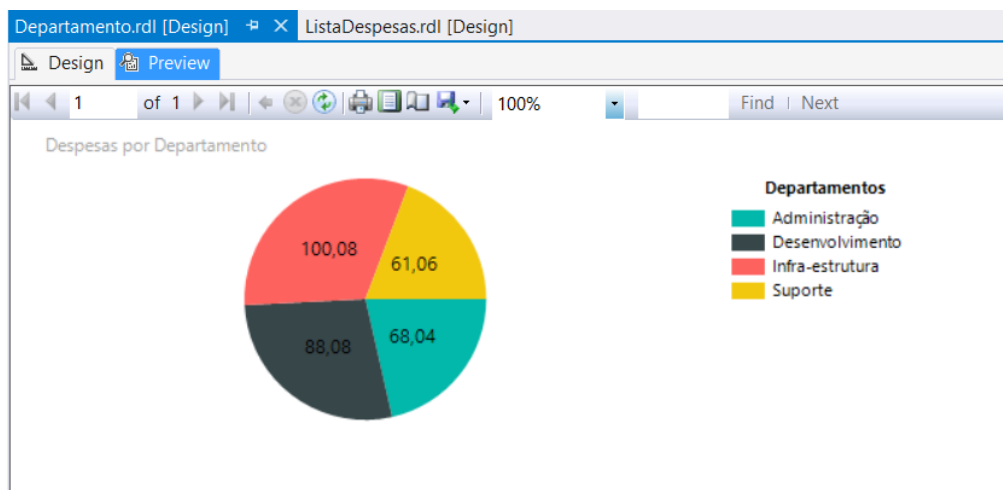 Departamento.rdl [Design] ListaDespesas.rdl [Design]
Design Preview
1 of 1 100% Find Next
Despesas por Departamento
Departamentos
Administração
Desenvolvimento
Infra-estrutura
Suporte
100,08
61,06
88,08
68,04